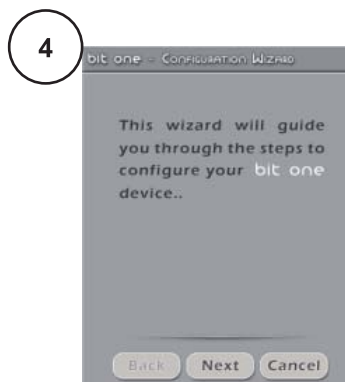 4
bit one - Configuration Wizard
This wizard will guide
you through the steps to
configure your bit one
device..
Back Next Cancel